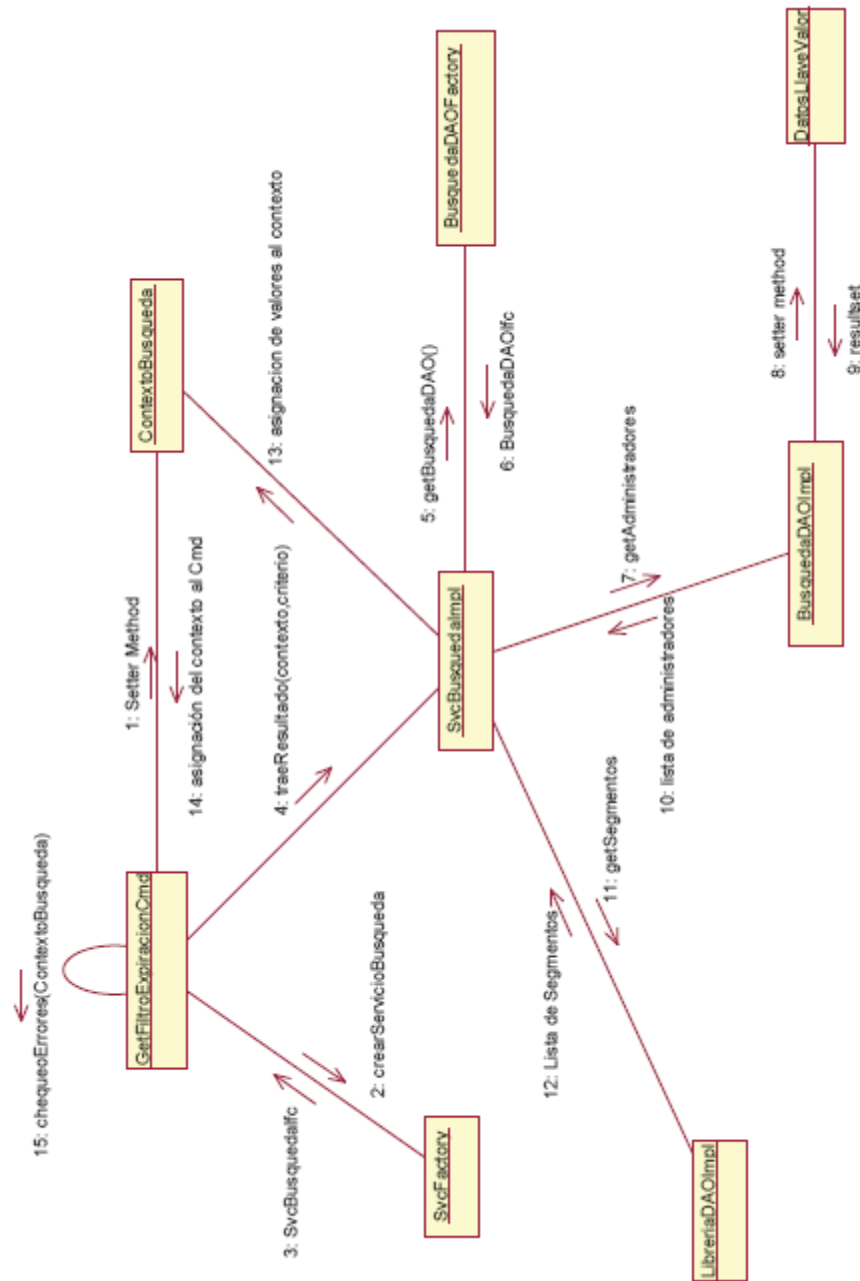 15: chequeoErrores(ContextoBusqueda)
GetFiltroExpiracionCmd
1: Setter Method
14: asignación del contexto al Cmd
ContextoBusqueda
3: SvcBusquedaIfc
2: crearServicioBusqueda
4: traeResultado(contexto,criterio)
13: asignacion de valores al contexto
SvcFactory
SvcBusquedaImpl
5: getBusquedaDAO()
6: BusquedaDAOIfc
BusquedaDAOFactory
12: Lista de Segmentos
11: getSegmentos
10: lista de administradores
7: getAdministradores
LibreriaDAOImpl
BusquedaDAOImpl
8: setter method
9: resultset
DatosLlaveValor